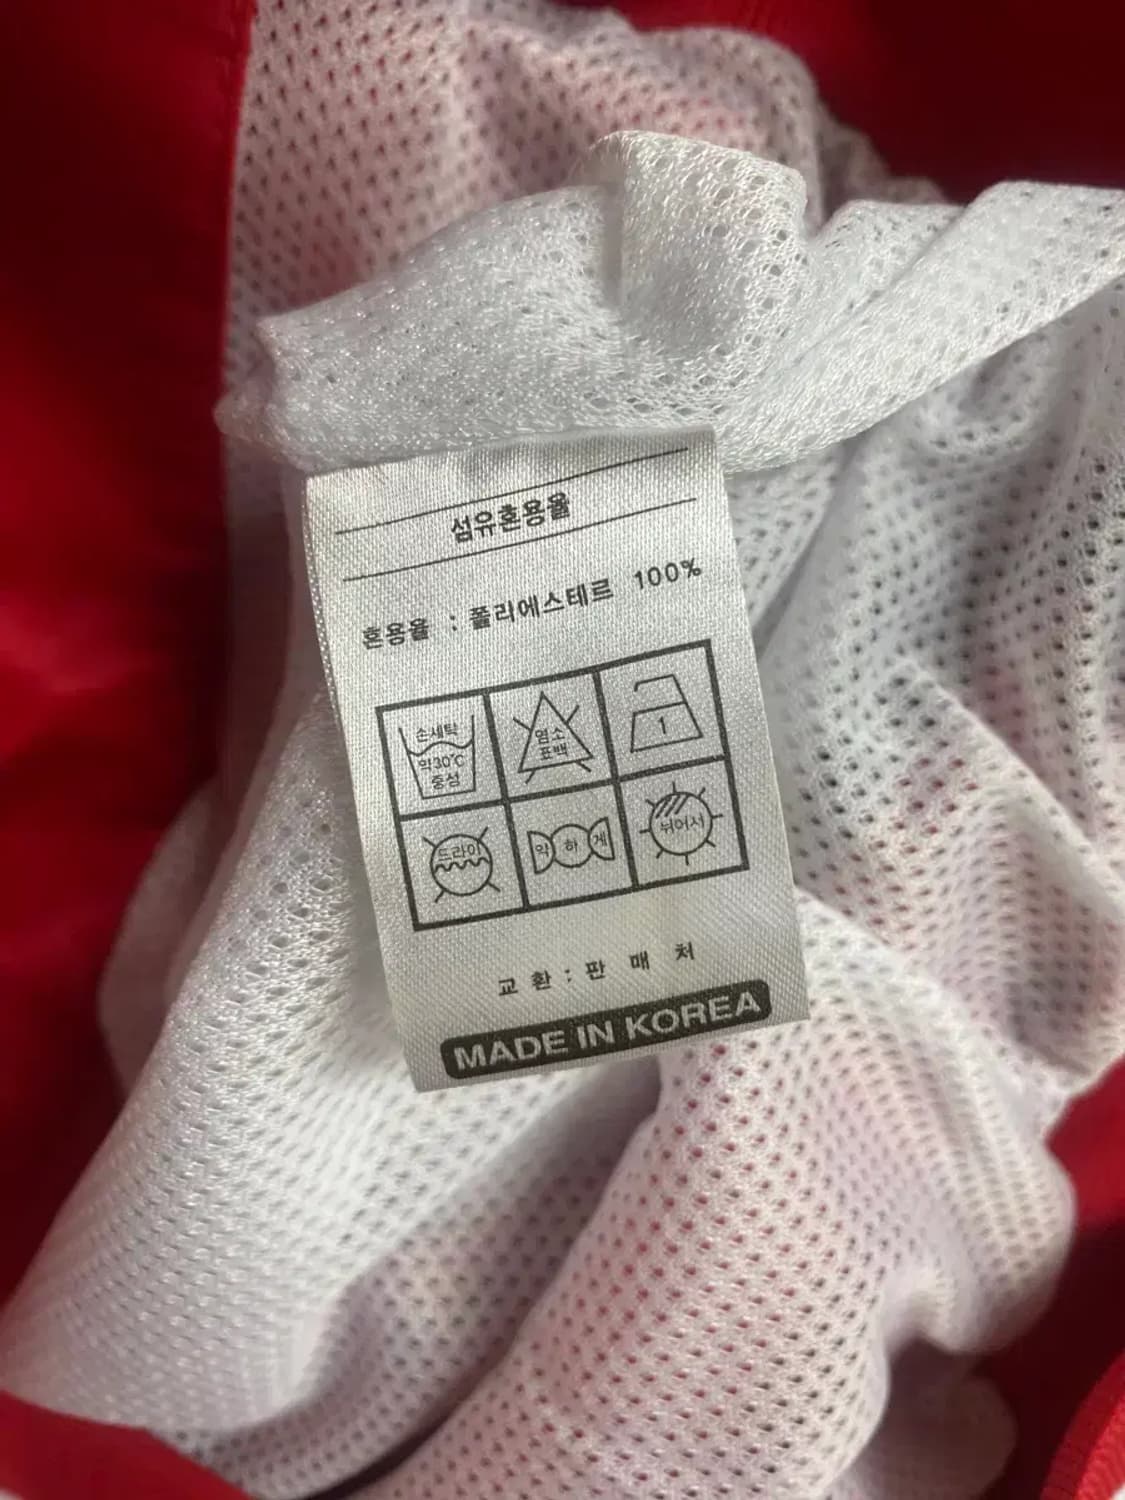 섬유혼용율
혼용율 : 폴리에스테르 100%
손세탁
약30℃
중성
염소
표백
1
드라이
약 하 게
뉘어서
교 환 : 판 매 처
MADE IN KOREA